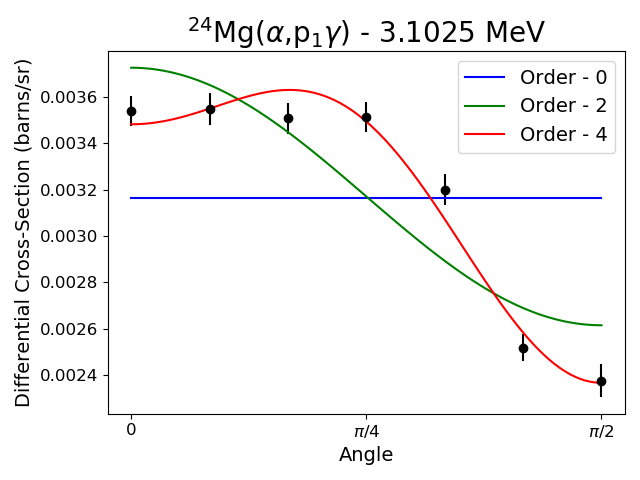 ²⁴Mg(α,p₁γ) - 3.1025 MeV
Order - 0
Order - 2
Order - 4
Differential Cross-Section (barns/sr)
0.0036
0.0034
0.0032
0.0030
0.0028
0.0026
0.0024
0
π/4
π/2
Angle